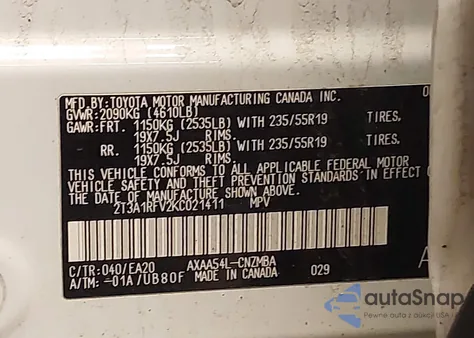 MFD.BY:TOYOTA MOTOR MANUFACTURING CANADA INC.
GVWR:2090KG (4610LB)
GAWR:FRT. 1150KG (2535LB) WITH 235/55R19 TIRES,
19X7.5J RIMS.
RR. 1150KG (2535LB) WITH 235/55R19 TIRES,
19X7.5J RIMS.
THIS VEHICLE CONFORMS TO ALL APPLICABLE FEDERAL MOTOR
VEHICLE SAFETY AND BUMPER STANDARDS IN EFFECT ON
THE DATE OF MANUFACTURE SHOWN ABOVE.
2T3A1RFV2KC021411 MPV
C/TR: 040/EA20 AXAA54L-CNZMBA
A/TM: -01A/UB80F MADE IN CANADA 029
autoSnap